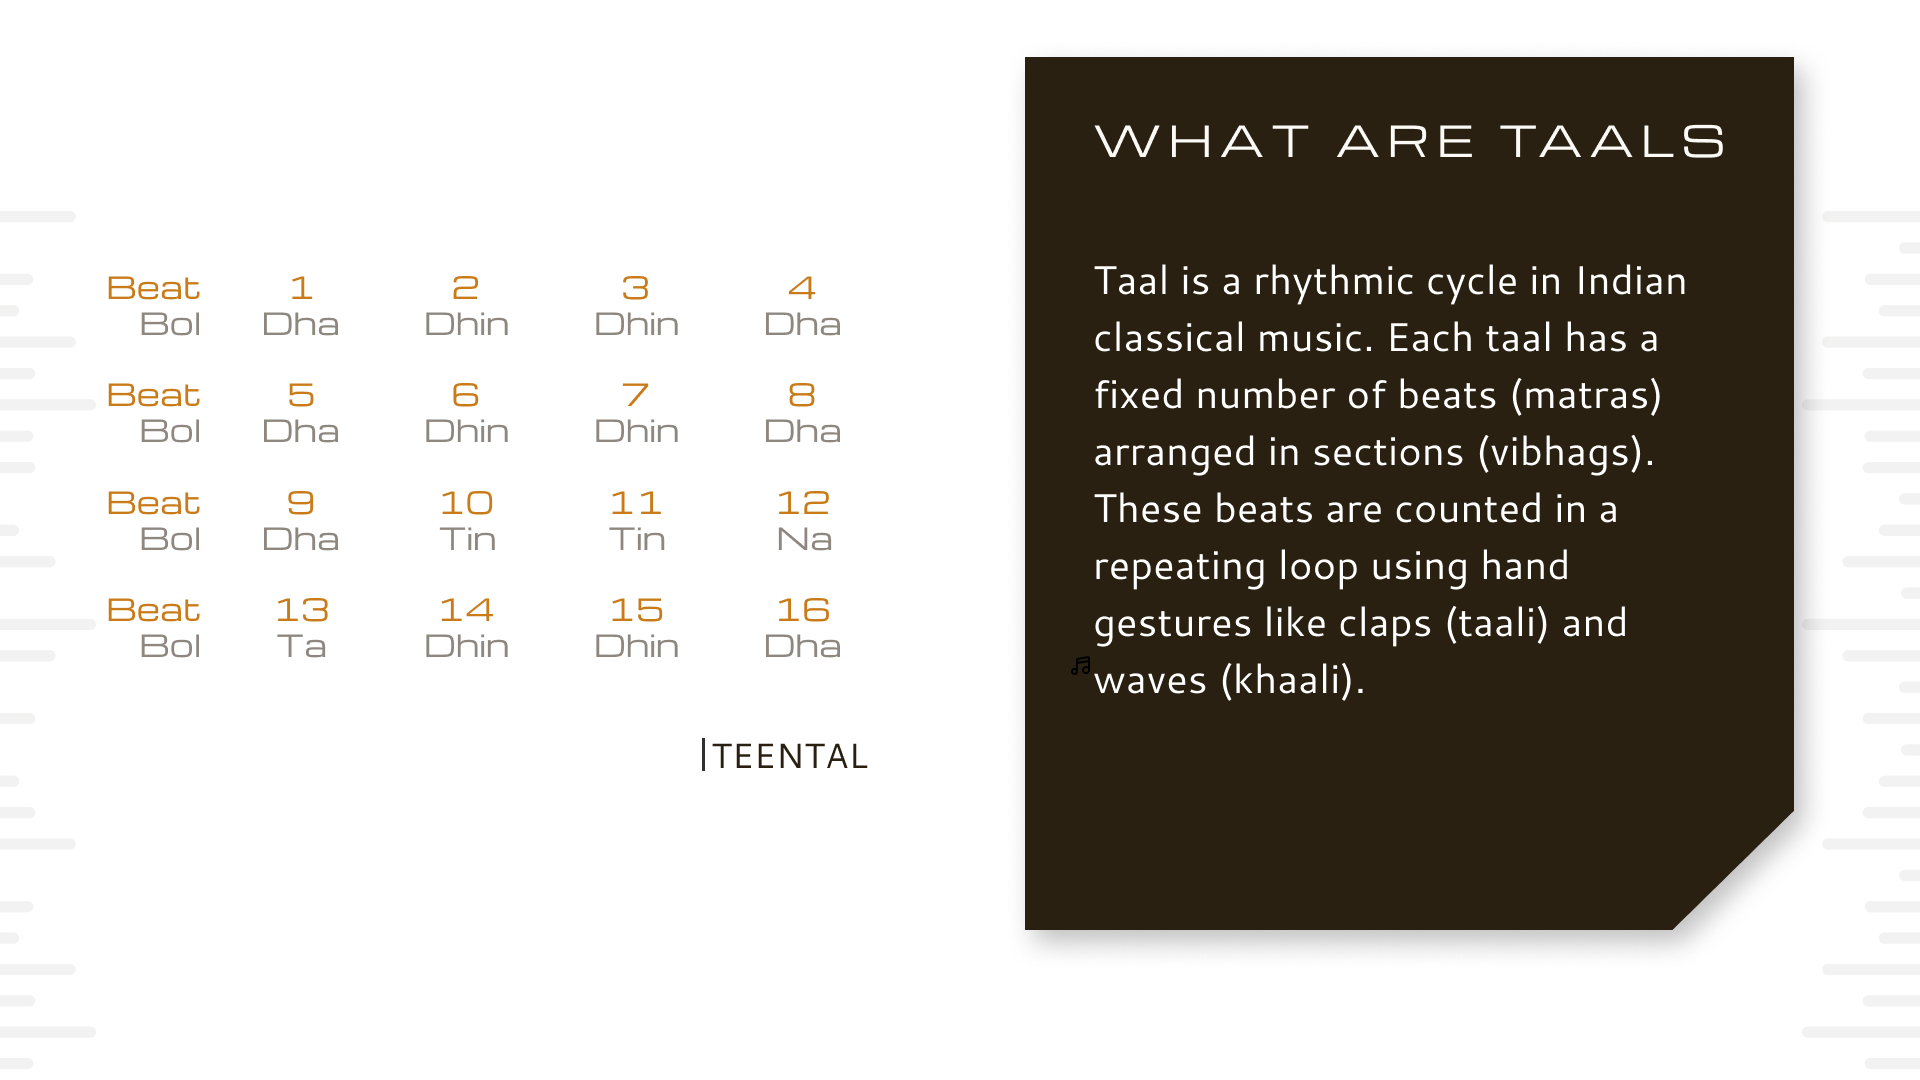 Beat 1 2 3 4
Bol Dha Dhin Dhin Dha
Beat 5 6 7 8
Bol Dha Dhin Dhin Dha
Beat 9 10 11 12
Bol Dha Tin Tin Na
Beat 13 14 15 16
Bol Ta Dhin Dhin Dha
|TEENTAL
WHAT ARE TAALS
Taal is a rhythmic cycle in Indian
classical music. Each taal has a
fixed number of beats (matras)
arranged in sections (vibhags).
These beats are counted in a
repeating loop using hand
gestures like claps (taali) and
waves (khaali).